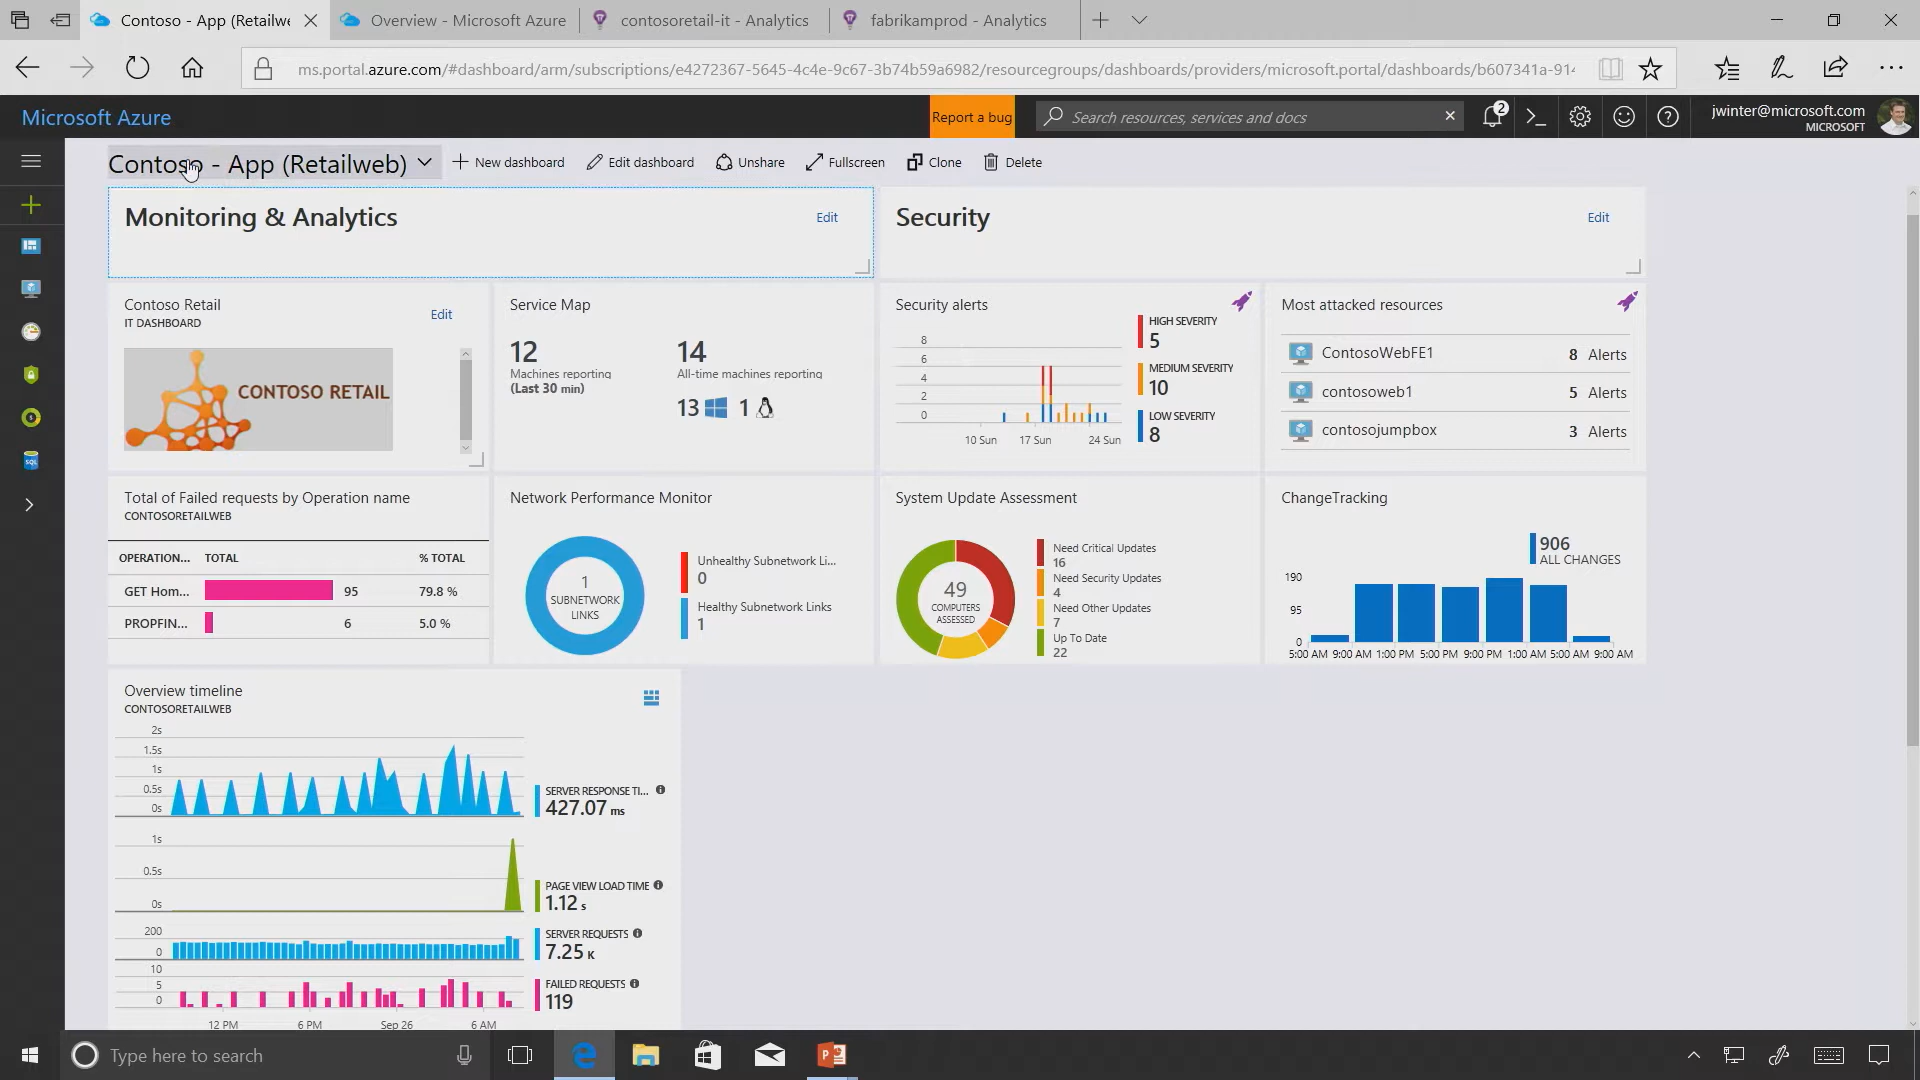 Contoso - App (Retailwe
Overview - Microsoft Azure
contosoretail-it - Analytics
fabrikamprod - Analytics
ms.portal.azure.com/#dashboard/arm/subscriptions/e4272367-5645-4c4e-9c67-3b74b59a6982/resourcegroups/dashboards/providers/microsoft.portal/dashboards/b607341a-914
Microsoft Azure
Report a bug
Search resources, services and docs
2
jwinter@microsoft.com
MICROSOFT
Contoso - App (Retailweb)
New dashboard
Edit dashboard
Unshare
Fullscreen
Clone
Delete
Monitoring & Analytics
Edit
Security
Edit
Contoso Retail
IT DASHBOARD
Edit
CONTOSO RETAIL
Service Map
12
Machines reporting
(Last 30 min)
14
All-time machines reporting
13
1
Security alerts
8
6
4
2
0
10 Sun
17 Sun
24 Sun
HIGH SEVERITY
5
MEDIUM SEVERITY
10
LOW SEVERITY
8
Most attacked resources
ContosoWebFE1 8 Alerts
contosoweb1 5 Alerts
contosojumpbox 3 Alerts
Total of Failed requests by Operation name
CONTOSORETAILWEB
OPERATION... TOTAL % TOTAL
GET Hom... 95 79.8 %
PROPFIN... 6 5.0 %
Network Performance Monitor
1
SUBNETWORK
LINKS
Unhealthy Subnetwork Li...
0
Healthy Subnetwork Links
1
System Update Assessment
49
COMPUTERS
ASSESSED
Need Critical Updates
16
Need Security Updates
4
Need Other Updates
7
Up To Date
22
ChangeTracking
906
ALL CHANGES
190
95
0
5:00 AM 9:00 AM 1:00 PM 5:00 PM 9:00 PM 1:00 AM 5:00 AM 9:00 AM
Overview timeline
CONTOSORETAILWEB
2s
1.5s
1s
0.5s
0s
SERVER RESPONSE TI...
427.07 ms
1s
0.5s
0s
PAGE VIEW LOAD TIME
1.12 s
200
0
SERVER REQUESTS
7.25 K
10
5
0
FAILED REQUESTS
119
12 PM
6 PM
Sep 26
6 AM
SQL
Type here to search